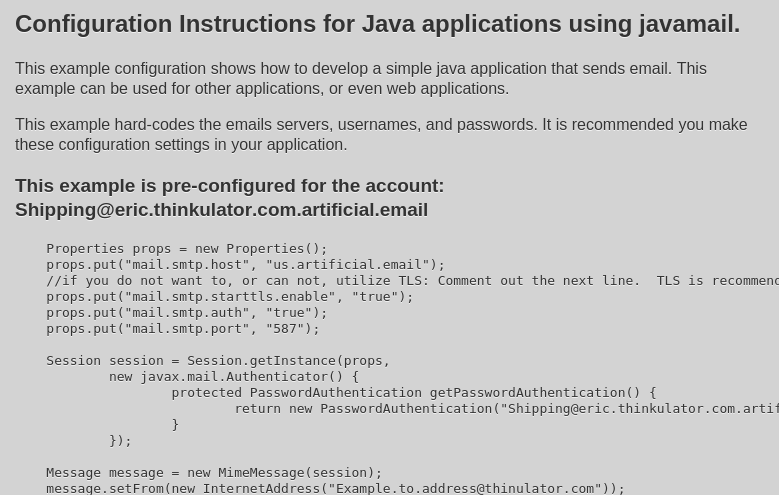 Configuration Instructions for Java applications using javamail.
This example configuration shows how to develop a simple java application that sends email. This
example can be used for other applications, or even web applications.
This example hard-codes the emails servers, usernames, and passwords. It is recommended you make
these configuration settings in your application.
This example is pre-configured for the account:
Shipping@eric.thinkulator.com.artificial.email
Properties props = new Properties();
props.put("mail.smtp.host", "us.artificial.email");
//if you do not want to, or can not, utilize TLS: Comment out the next line.  TLS is recommend
props.put("mail.smtp.starttls.enable", "true");
props.put("mail.smtp.auth", "true");
props.put("mail.smtp.port", "587");
Session session = Session.getInstance(props,
new javax.mail.Authenticator() {
protected PasswordAuthentication getPasswordAuthentication() {
return new PasswordAuthentication("Shipping@eric.thinkulator.com.artif
}
});
Message message = new MimeMessage(session);
message.setFrom(new InternetAddress("Example.to.address@thinulator.com"));